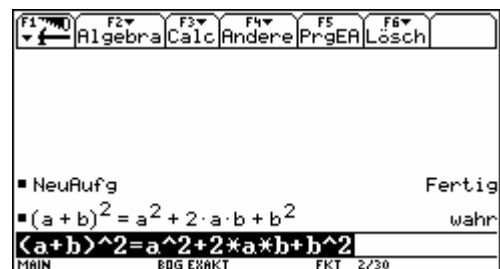 F1 F2 Algebra F3 Calc F4 Andere F5 PrgEA F6 Lösch
NeuAufg Fertig
(a + b)² = a² + 2·a·b + b² wahr
(a+b)^2=a^2+2*a*b+b^2
MAIN BOG EXAKT FKT 2/30